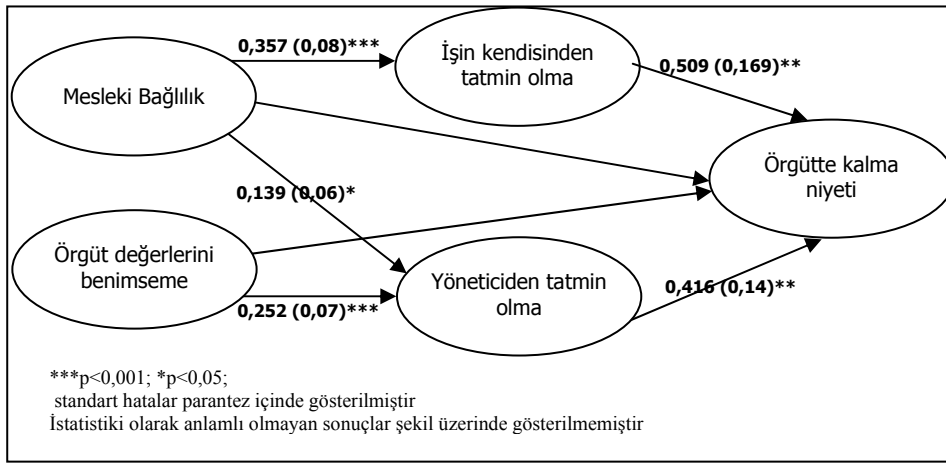 0,357 (0,08)***
İşin kendisinden
tatmin olma
0,509 (0,169)**
Mesleki Bağlılık
Örgütte kalma
niyeti
0,139 (0,06)*
Örgüt değerlerini
benimseme
Yöneticiden tatmin
olma
0,416 (0,14)**
0,252 (0,07)***
***p<0,001; *p<0,05;
standart hatalar parantez içinde gösterilmiştir
İstatistiki olarak anlamlı olmayan sonuçlar şekil üzerinde gösterilmemiştir